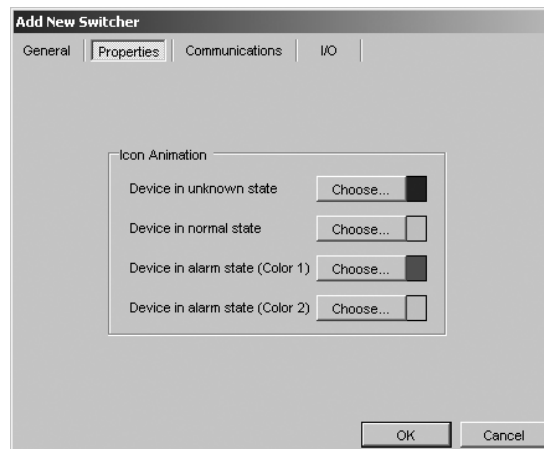 Add New Switcher
General Properties Communications I/O
Icon Animation
Device in unknown state Choose...
Device in normal state Choose...
Device in alarm state (Color 1) Choose...
Device in alarm state (Color 2) Choose...
OK Cancel